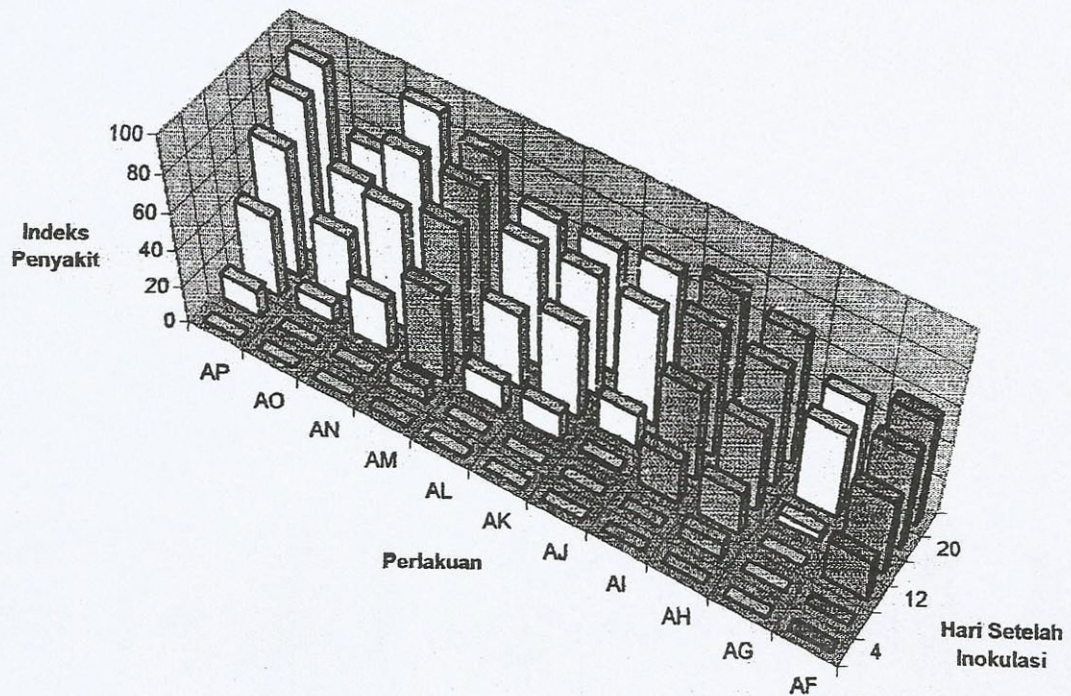 100
80
60
40
20
0
Indeks
Penyakit
AP
AO
AN
AM
AL
AK
AJ
AI
AH
AG
AF
Perlakuan
4
12
20
Hari Setelah
Inokulasi